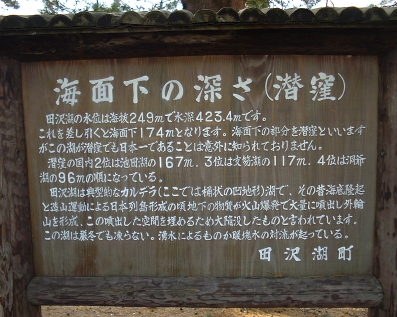 海面下の深さ(潜窪)
田沢湖の水位は海抜249mで水深423.4mです。
これを差し引くと海面下174mとなります。海面下の部分を潜窪といいます
がこの湖が潜窪でも日本一であることは意外に知られておりません。
潜窪の国内2位は池田湖の167m、3位は支笏湖の117m、4位は洞爺
湖の96mの順になっている。
田沢湖は典型的なカルデラ(ここでは桶状の凹地形)湖で、その昔海底隆起
と造山運動による日本列島形成の頃地下の物質が火山爆発で大量に噴出し外輪
山を形成、この噴出した空間を埋めるため大陥没したものと言われています。
この湖は厳冬でも凍らない。湧水によるものか暖塊水の対流が起っている。
田沢湖町